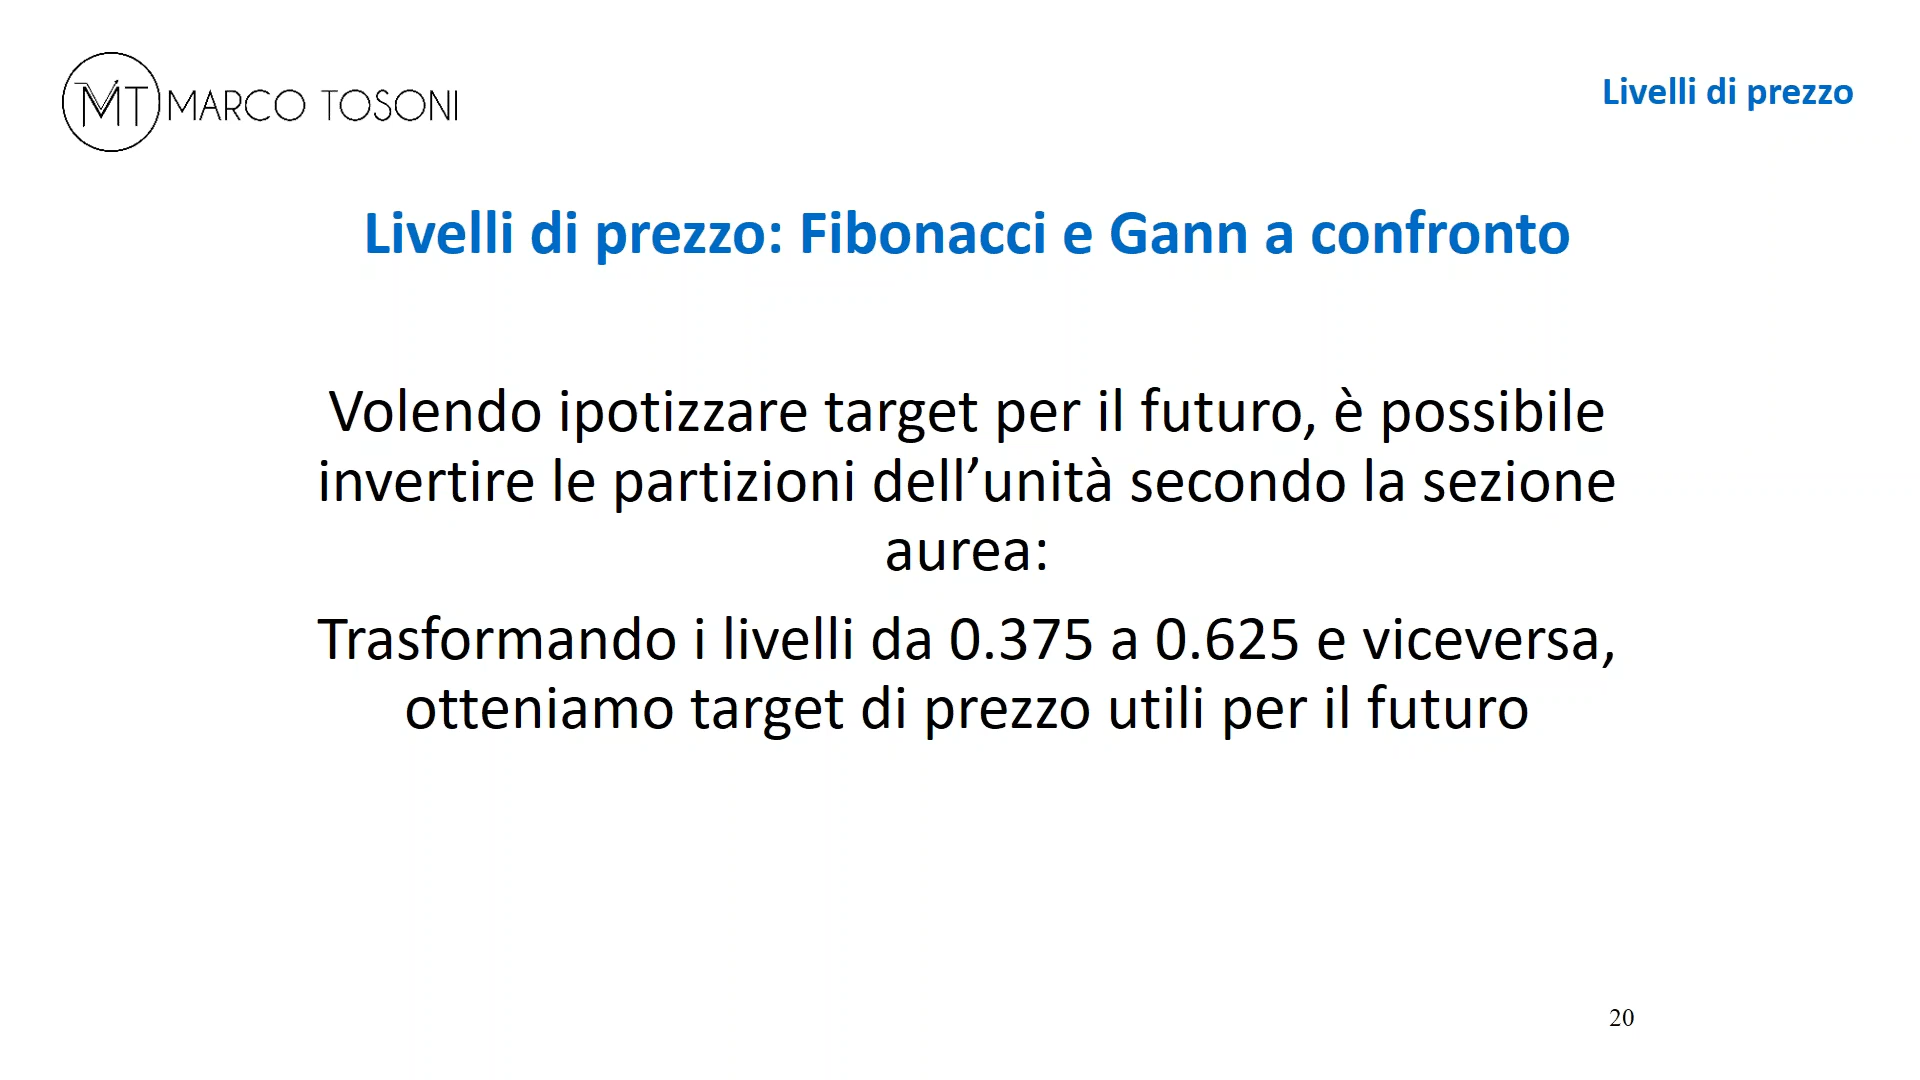 MT MARCO TOSONI
Livelli di prezzo
Livelli di prezzo: Fibonacci e Gann a confronto
Volendo ipotizzare target per il futuro, è possibile
invertire le partizioni dell’unità secondo la sezione
aurea:
Trasformando i livelli da 0.375 a 0.625 e viceversa,
otteniamo target di prezzo utili per il futuro
20